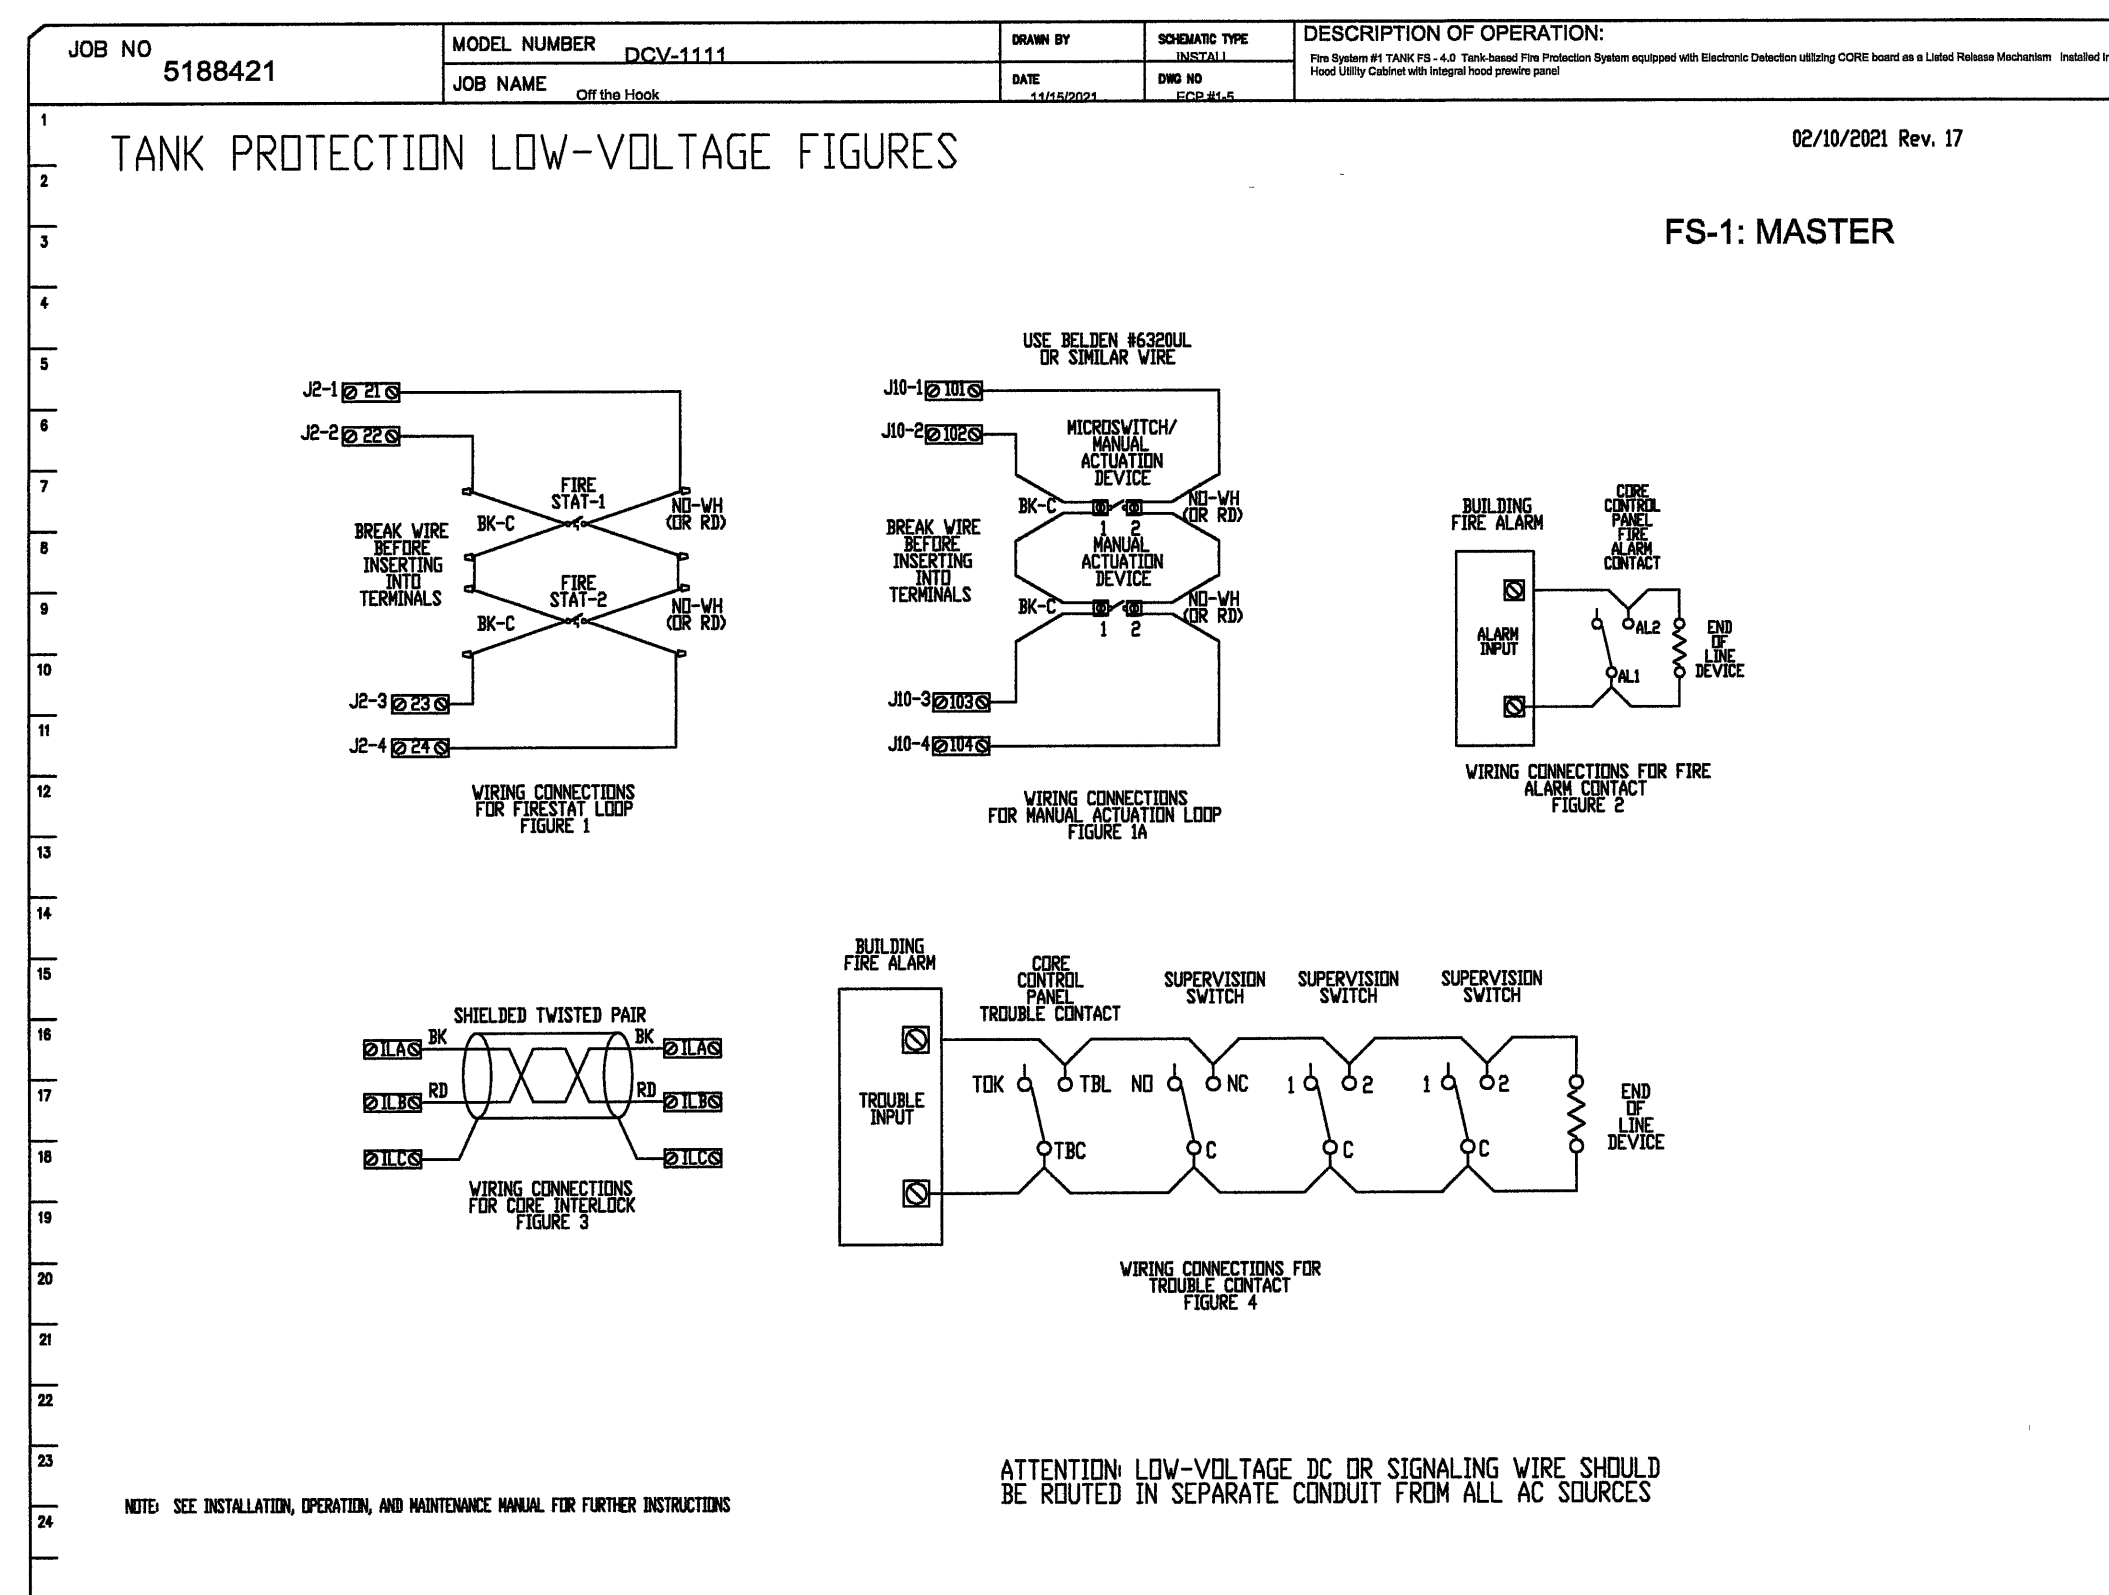 JOB NO
5188421
MODEL NUMBER
DCV-1111
JOB NAME
Off the Hook
DRAWN BY
DATE
11/15/2021
SCHEMATIC TYPE
INSTALL
DWG NO
ECP #1-5
DESCRIPTION OF OPERATION:
Fire System #1 TANK FS - 4.0 Tank-based Fire Protection System equipped with Electronic Detection utilizing CORE board as a Listed Release Mechanism Installed in
Hood Utility Cabinet with integral hood prewire panel
1
2
3
4
5
6
7
8
9
10
11
12
13
14
15
16
17
18
19
20
21
22
23
24
TANK PROTECTION LOW-VOLTAGE FIGURES
02/10/2021 Rev. 17
FS-1: MASTER
J2-1 21
J2-2 22
FIRE
STAT-1
BK-C
NO-WH
(OR RD)
BREAK WIRE
BEFORE
INSERTING
INTO
TERMINALS
FIRE
STAT-2
BK-C
NO-WH
(OR RD)
J2-3 23
J2-4 24
WIRING CONNECTIONS
FOR FIRESTAT LOOP
FIGURE 1
USE BELDEN #6320UL
OR SIMILAR WIRE
J10-1 101
J10-2 102
MICROSWITCH/
MANUAL
ACTUATION
DEVICE
BK-C
NO-WH
(OR RD)
1 2
BREAK WIRE
BEFORE
INSERTING
INTO
TERMINALS
MANUAL
ACTUATION
DEVICE
BK-C
NO-WH
(OR RD)
1 2
J10-3 103
J10-4 104
WIRING CONNECTIONS
FOR MANUAL ACTUATION LOOP
FIGURE 1A
BUILDING
FIRE ALARM
CORE
CONTROL
PANEL
FIRE
ALARM
CONTACT
ALARM
INPUT
AL2
AL1
END
OF
LINE
DEVICE
WIRING CONNECTIONS FOR FIRE
ALARM CONTACT
FIGURE 2
SHIELDED TWISTED PAIR
ILA BK BK ILA
ILB RD RD ILB
ILC ILC
WIRING CONNECTIONS
FOR CORE INTERLOCK
FIGURE 3
BUILDING
FIRE ALARM
CORE
CONTROL
PANEL
TROUBLE CONTACT
SUPERVISION
SWITCH
SUPERVISION
SWITCH
SUPERVISION
SWITCH
TROUBLE
INPUT
TOK TBL NO NC 1 2 1 2
TBC C C C
END
OF
LINE
DEVICE
WIRING CONNECTIONS FOR
TROUBLE CONTACT
FIGURE 4
ATTENTION: LOW-VOLTAGE DC OR SIGNALING WIRE SHOULD
BE ROUTED IN SEPARATE CONDUIT FROM ALL AC SOURCES
NOTE: SEE INSTALLATION, OPERATION, AND MAINTENANCE MANUAL FOR FURTHER INSTRUCTIONS